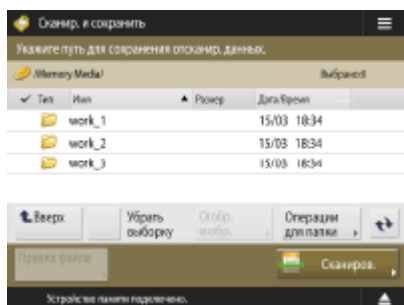 Сканир. и сохранить
Укажите путь для сохранения отсканир. данных.
/Memory Media/ Выбрано:0
✓ Тип Имя ▲ Размер Дата/Время
work_1 15/03 18:34
work_2 15/03 18:34
work_3 15/03 18:34
Вверх Убрать выборку Отобр. изобр. Операции для папки
Правка файла Сканиров.
Устройство памяти подключено.